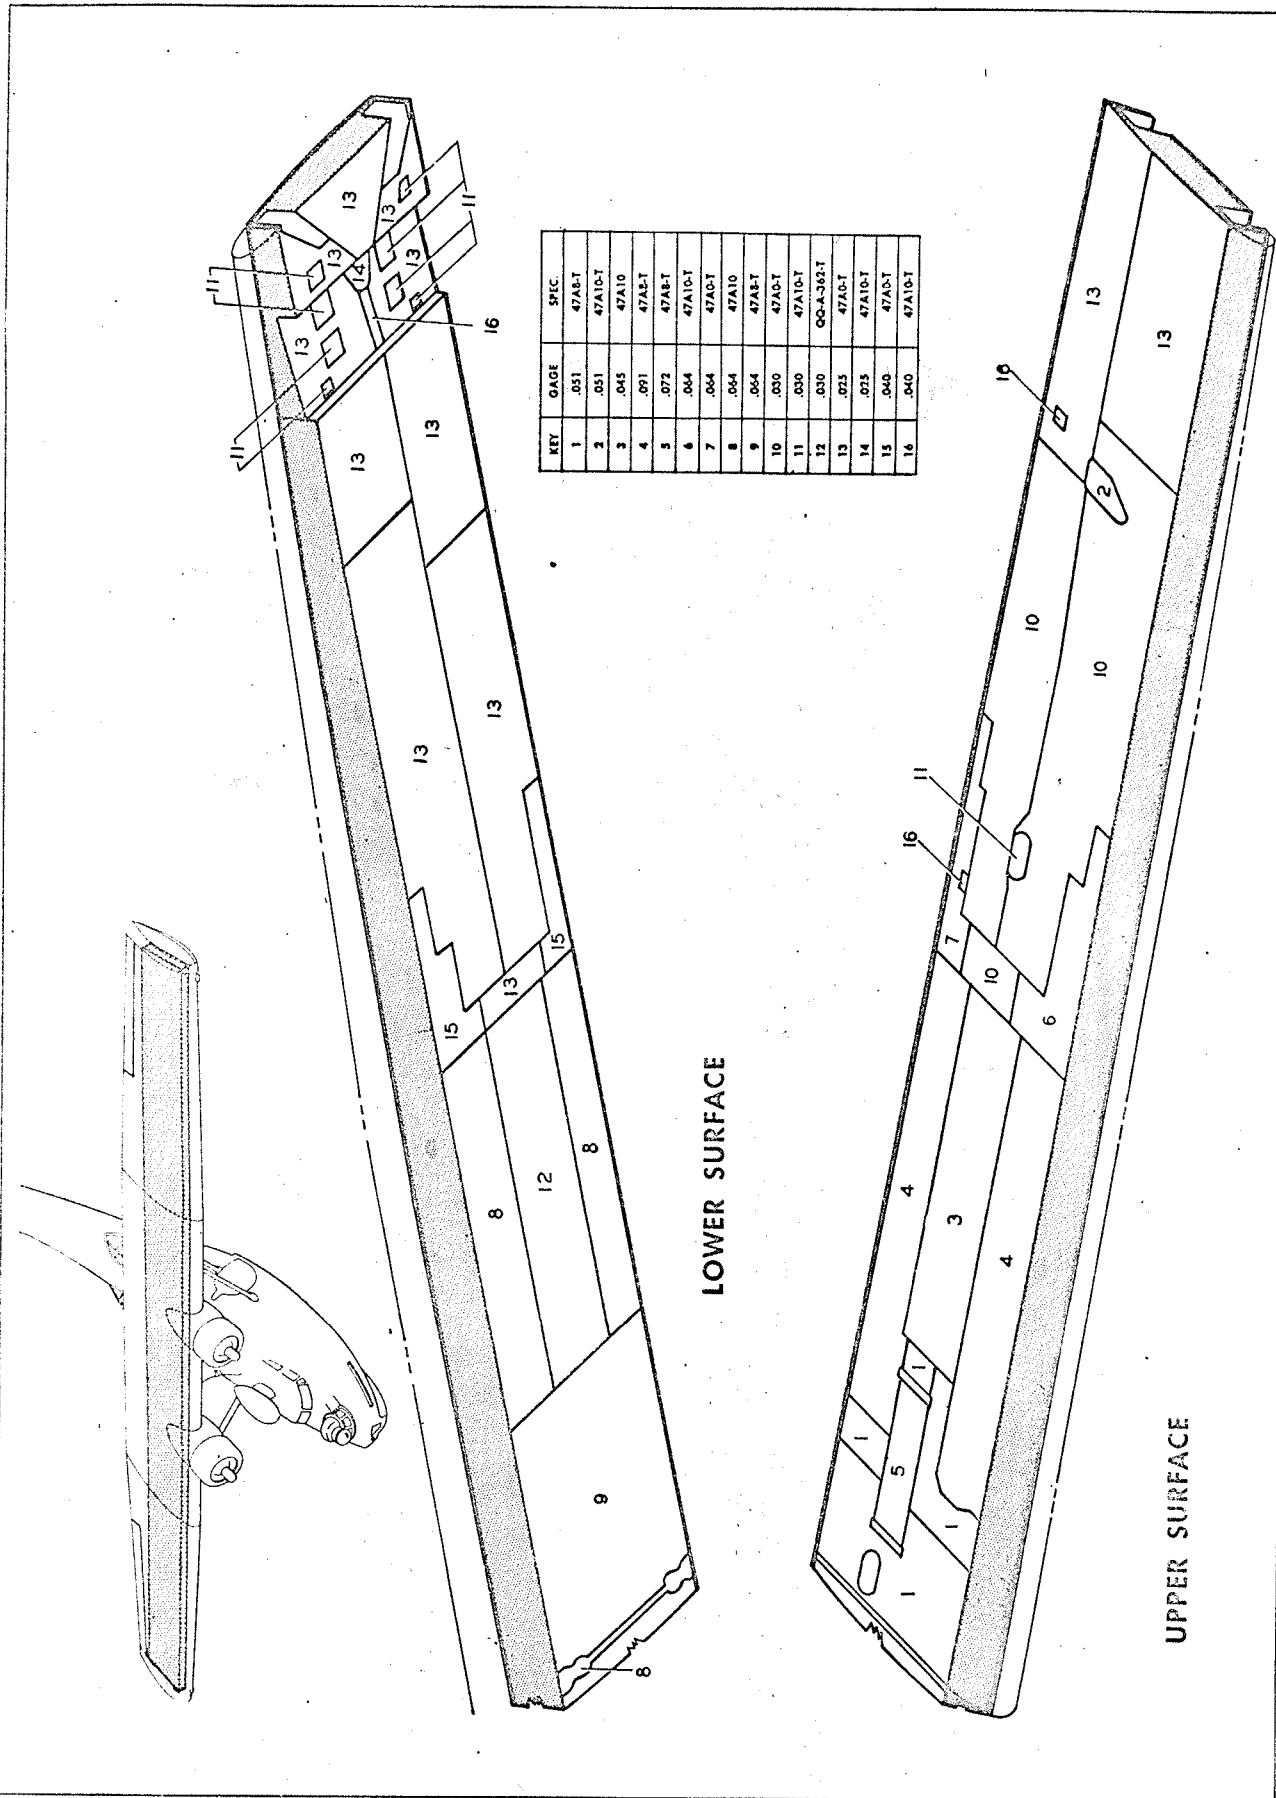 11
11
13
13
13
14
13
13
13
13
13
15
11
16
13
8
13
12
15
8
9
8
LOWER SURFACE
KEY GAGE SPEC.
1 .051 47A8-T
2 .051 47A10-T
3 .045 47A10
4 .091 47A8-T
5 .072 47A8-T
6 .064 47A10-T
7 .064 47A0-T
8 .064 47A10
9 .064 47A8-T
10 .030 47A0-T
11 .030 47A10-T
12 .030 QQ-A-362-T
13 .025 47A0-T
14 .025 47A10-T
15 .040 47A0-T
16 .040 47A10-T
1
5
4
1
16
1
11
1
7
3
10
16
4
10
6
13
10
2
13
UPPER SURFACE